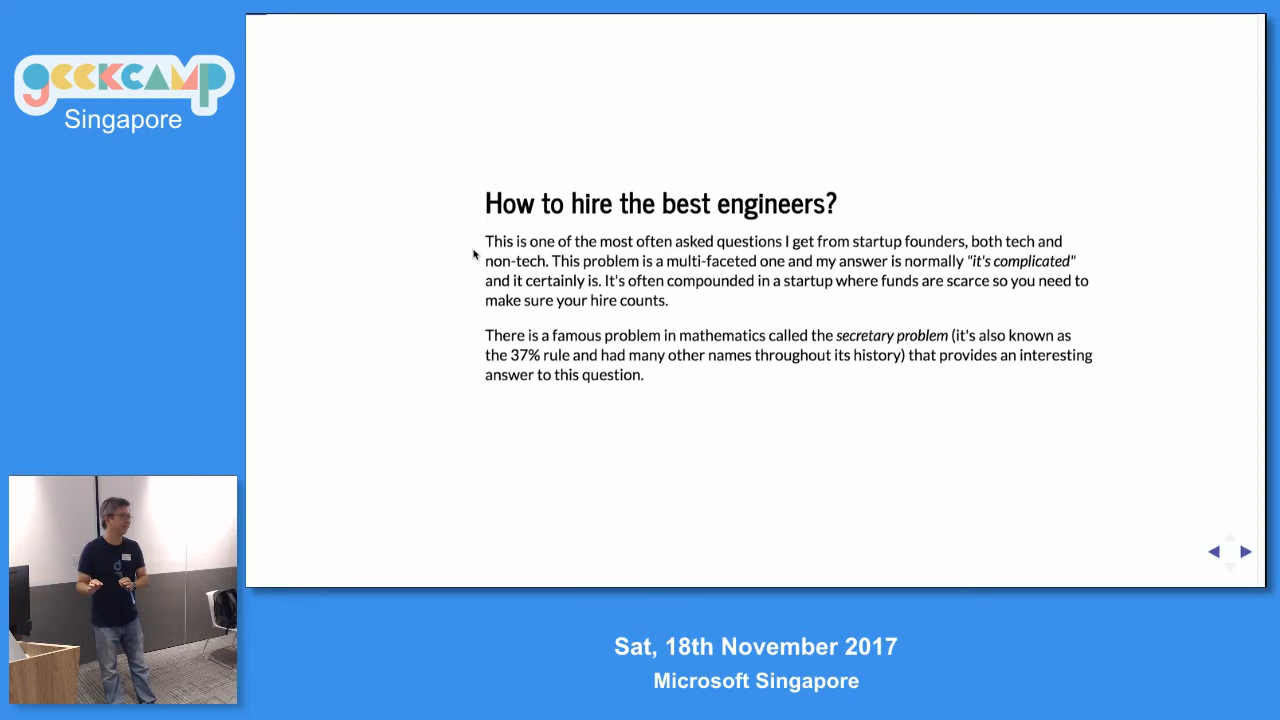 geekcamp
Singapore
How to hire the best engineers?
This is one of the most often asked questions I get from startup founders, both tech and
non-tech. This problem is a multi-faceted one and my answer is normally "it's complicated"
and it certainly is. It's often compounded in a startup where funds are scarce so you need to
make sure your hire counts.
There is a famous problem in mathematics called the secretary problem (it's also known as
the 37% rule and had many other names throughout its history) that provides an interesting
answer to this question.
Sat, 18th November 2017
Microsoft Singapore